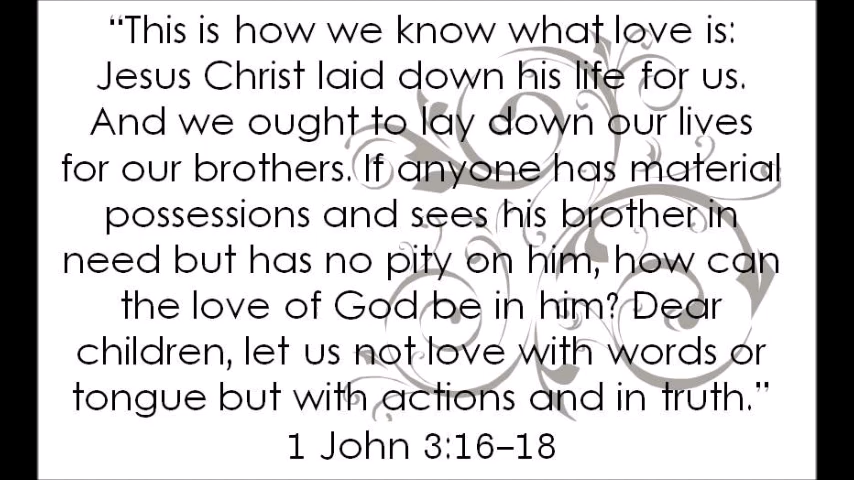 “This is how we know what love is:
Jesus Christ laid down his life for us.
And we ought to lay down our lives
for our brothers. If anyone has material
possessions and sees his brother in
need but has no pity on him, how can
the love of God be in him? Dear
children, let us not love with words or
tongue but with actions and in truth.”
1 John 3:16–18